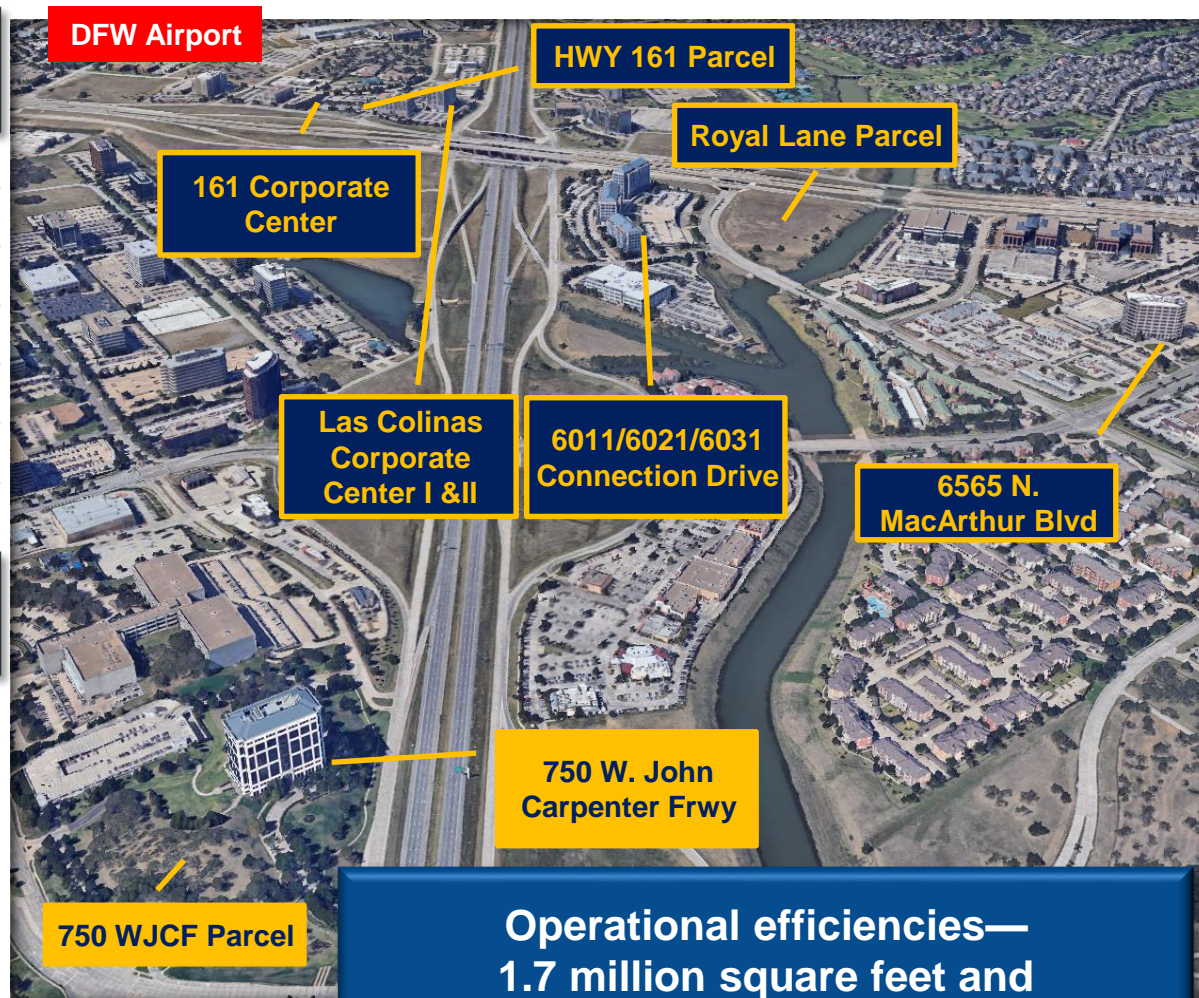 DFW Airport
HWY 161 Parcel
Royal Lane Parcel
161 Corporate
Center
Las Colinas
Corporate
Center I &II
6011/6021/6031
Connection Drive
6565 N.
MacArthur Blvd
750 W. John
Carpenter Frwy
750 WJCF Parcel
Operational efficiencies—
1.7 million square feet and